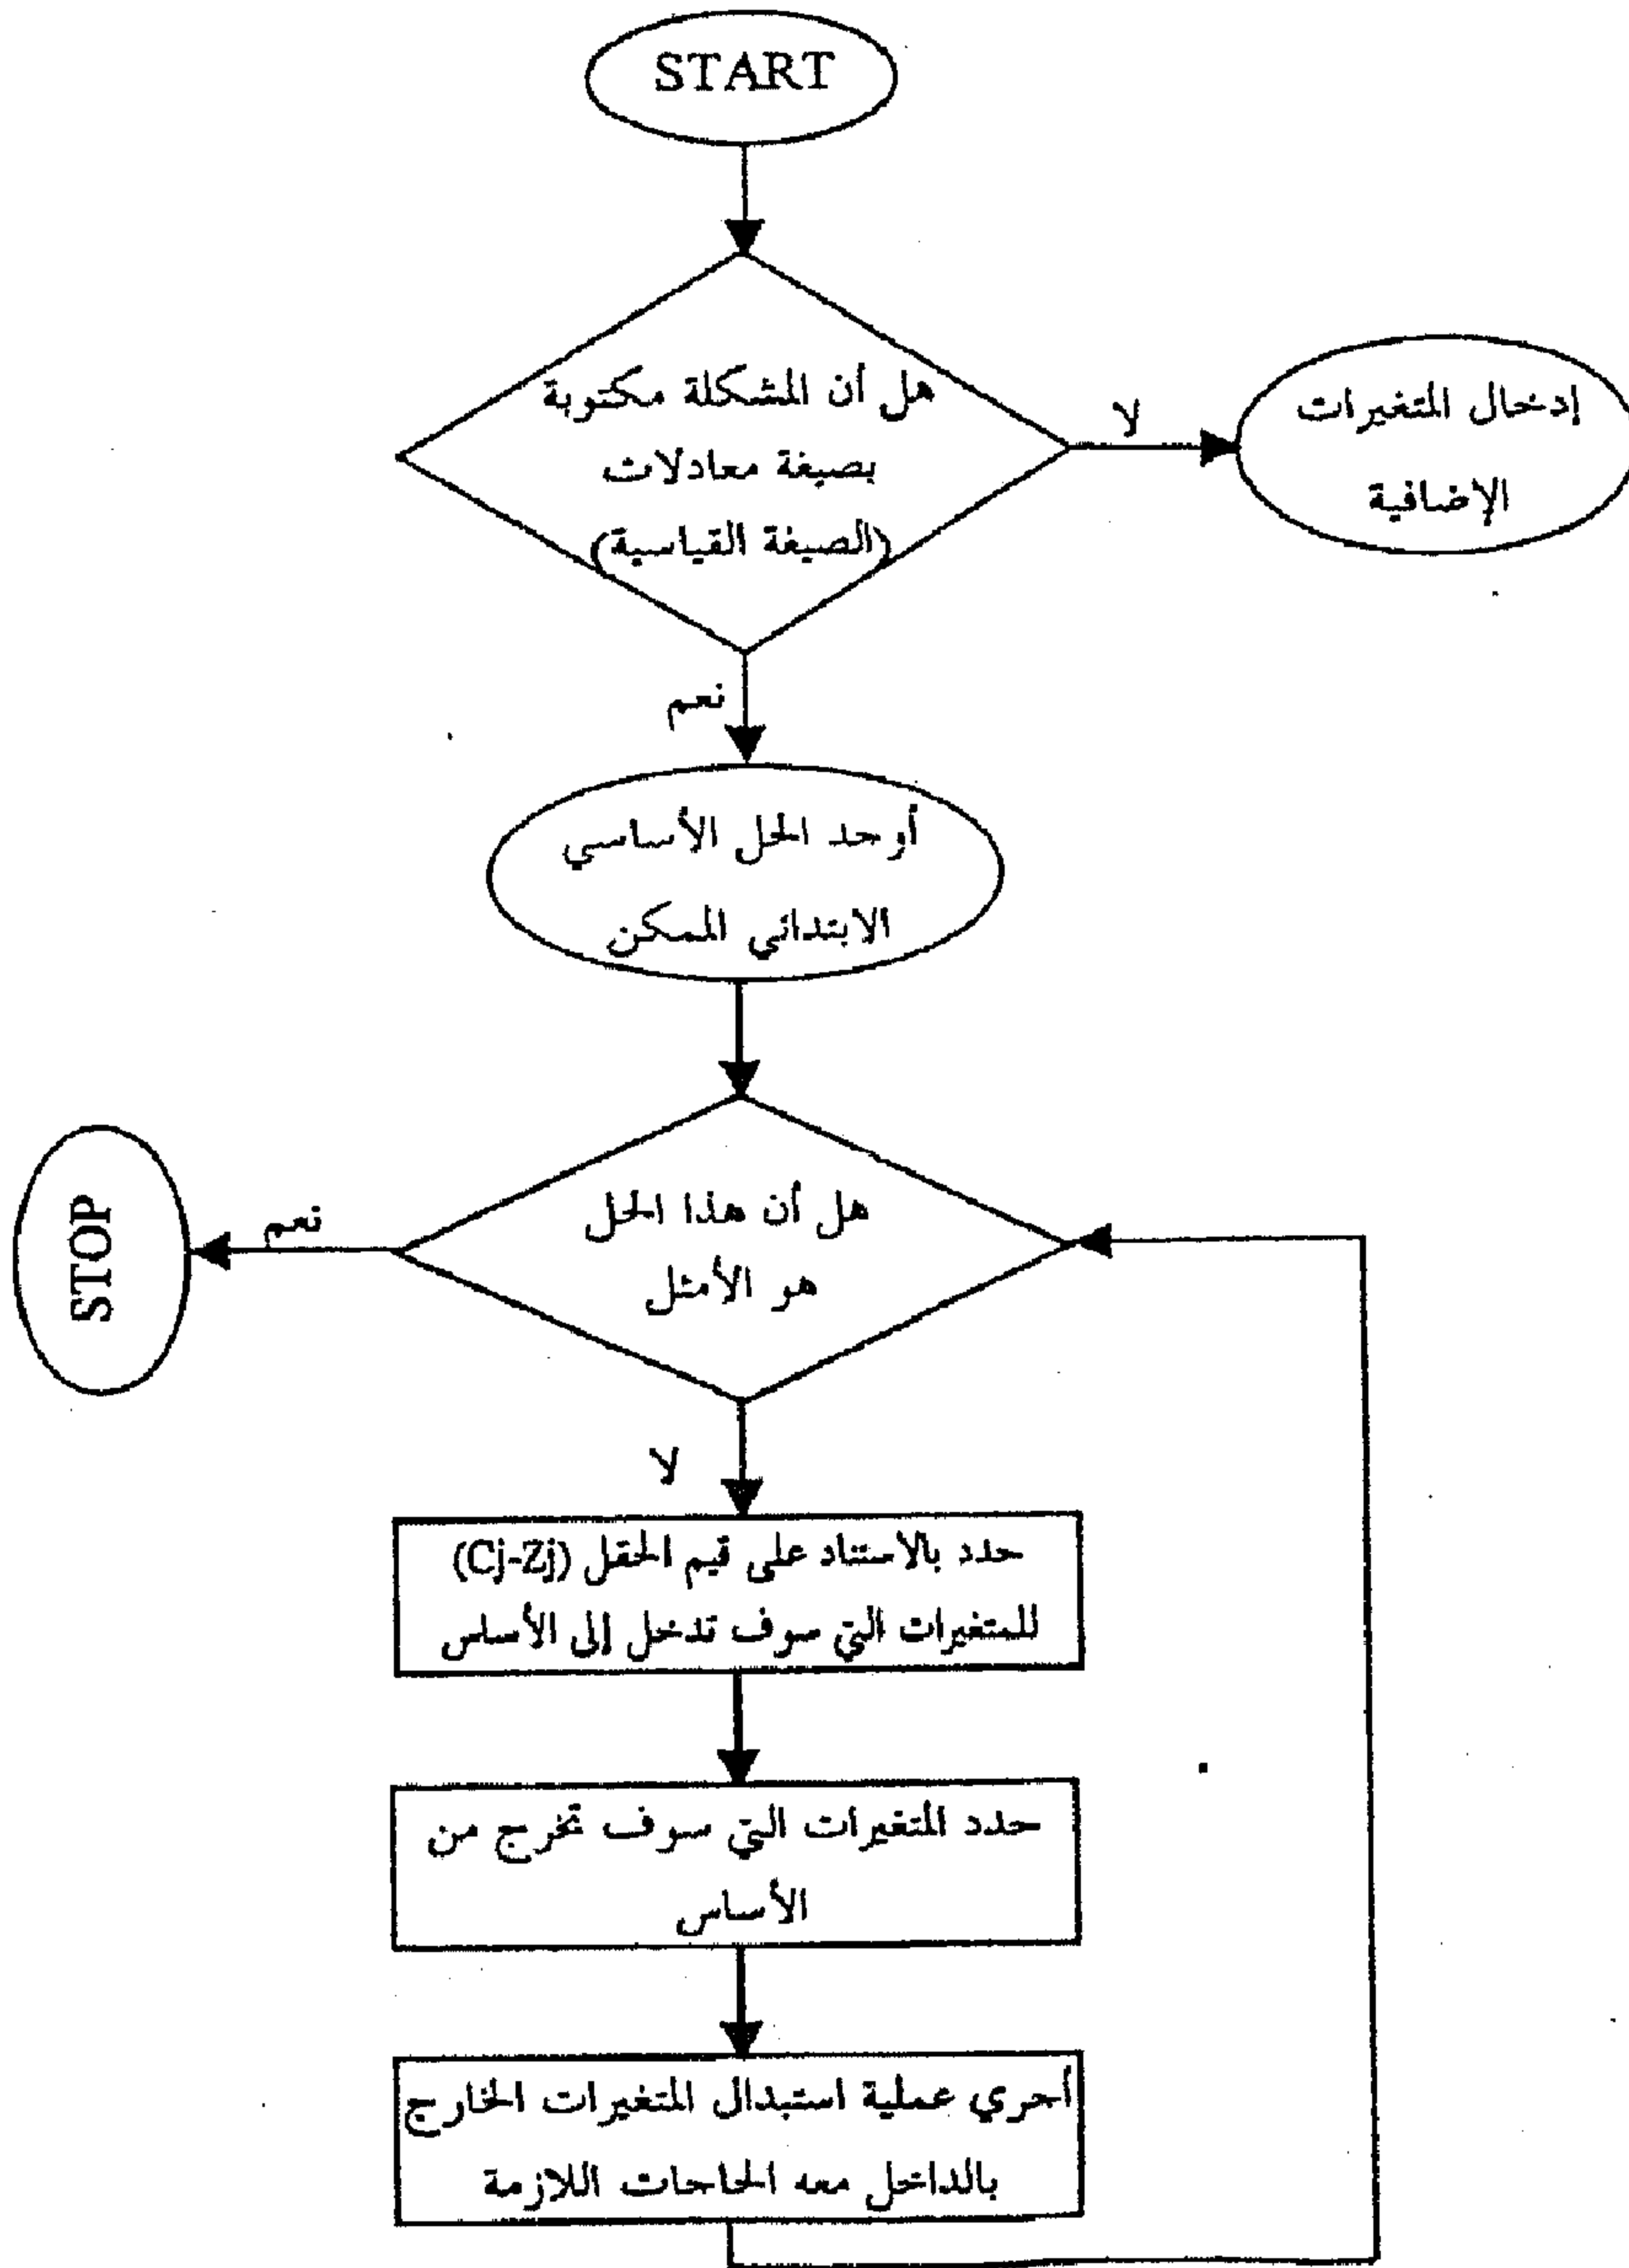 START
هل أن المشكلة مكتوبة
بصيغة معادلات
(الصيغة القياسية)
لا
إدخال المتغيرات
الإضافية
نعم
أوجد الحل الأساسي
الابتدائي الممكن
هل أن هذا الحل
هو الأمثل
نعم
STOP
لا
حدد بالاستناد على قيم الحقل (Cj-Zj)
للمتغيرات التي سوف تدخل إلى الأساس
حدد المتغيرات التي سوف تخرج من
الأساس
أجري عملية استبدال المتغيرات الخارج
بالداخل معه الحاجات اللازمة